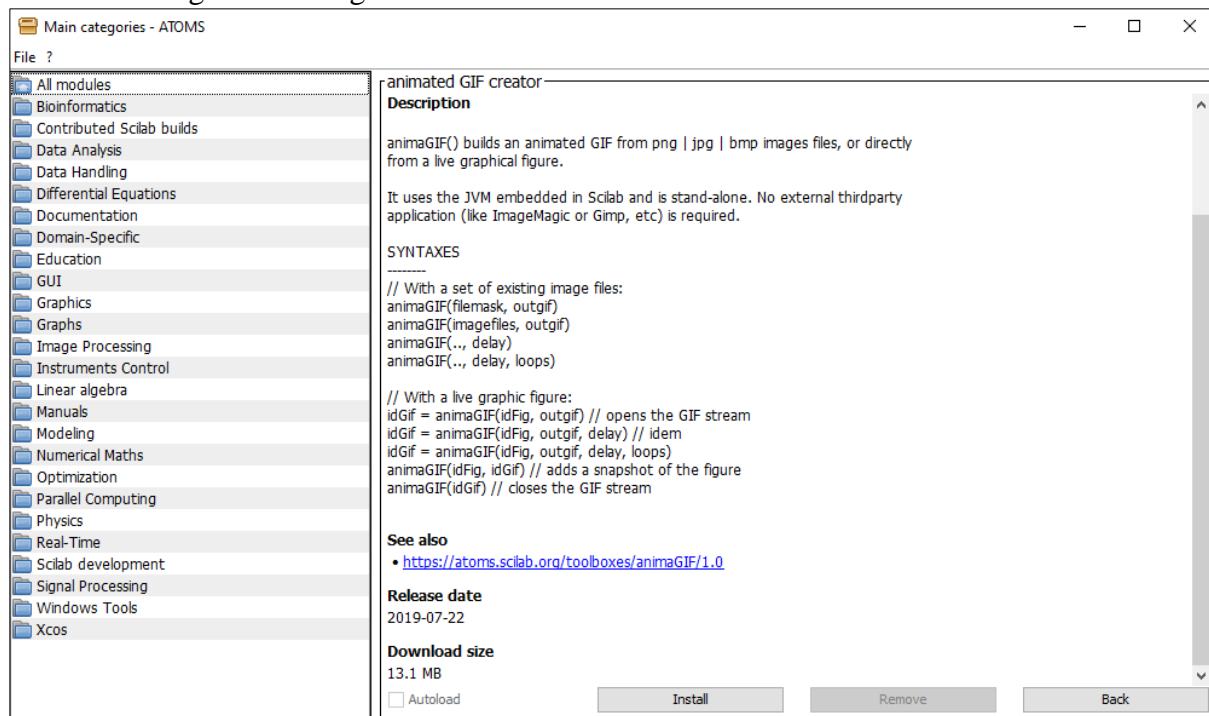 Main categories - ATOMS
File ?
All modules
Bioinformatics
Contributed Scilab builds
Data Analysis
Data Handling
Differential Equations
Documentation
Domain-Specific
Education
GUI
Graphics
Graphs
Image Processing
Instruments Control
Linear algebra
Manuals
Modeling
Numerical Maths
Optimization
Parallel Computing
Physics
Real-Time
Scilab development
Signal Processing
Windows Tools
Xcos
animated GIF creator
Description
animaGIF() builds an animated GIF from png | jpg | bmp images files, or directly
from a live graphical figure.
It uses the JVM embedded in Scilab and is stand-alone. No external thirdparty
application (like ImageMagic or Gimp, etc) is required.
SYNTAXES
--------
// With a set of existing image files:
animaGIF(filemask, outgif)
animaGIF(imagefiles, outgif)
animaGIF(.., delay)
animaGIF(.., delay, loops)
// With a live graphic figure:
idGif = animaGIF(idFig, outgif) // opens the GIF stream
idGif = animaGIF(idFig, outgif, delay) // idem
idGif = animaGIF(idFig, outgif, delay, loops)
animaGIF(idFig, idGif) // adds a snapshot of the figure
animaGIF(idGif) // closes the GIF stream
See also
• https://atoms.scilab.org/toolboxes/animaGIF/1.0
Release date
2019-07-22
Download size
13.1 MB
Autoload
Install
Remove
Back